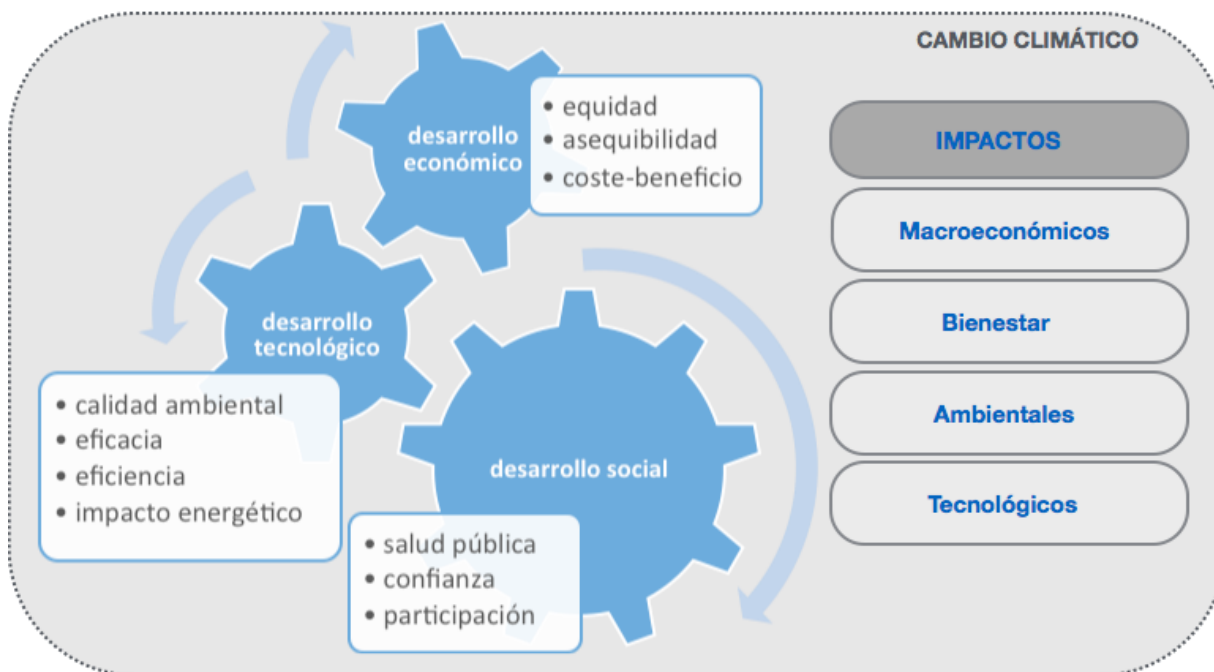 CAMBIO CLIMÁTICO
desarrollo
económico
• equidad
• asequibilidad
• coste-beneficio
desarrollo
tecnológico
• calidad ambiental
• eficacia
• eficiencia
• impacto energético
desarrollo social
• salud pública
• confianza
• participación
IMPACTOS
Macroeconómicos
Bienestar
Ambientales
Tecnológicos